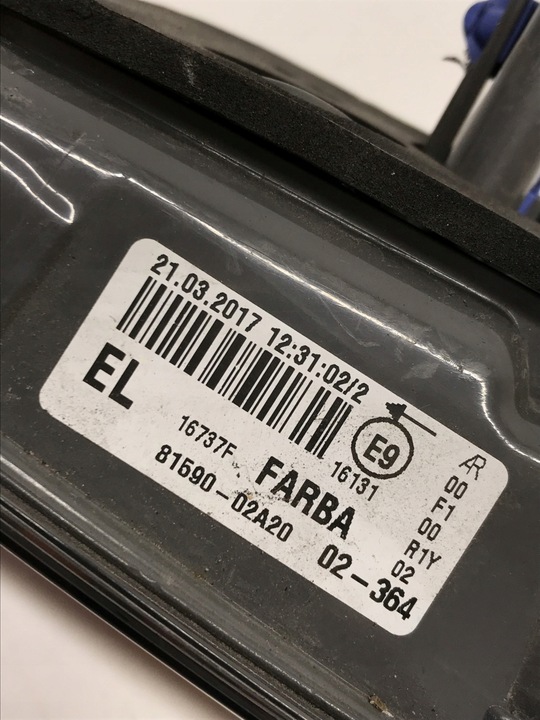 21.03.2017 12:31:02/2
EL
16737F
16131
E9
FARBA
81590-02A20
02-364
AR
00
F1
00
R1Y
02